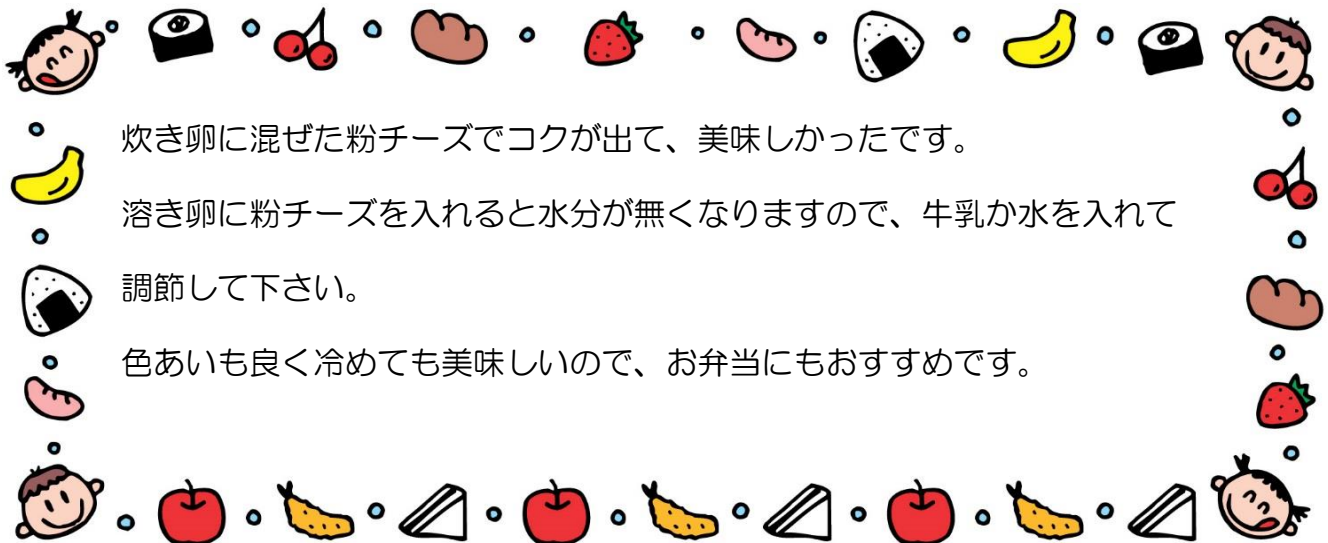 炊き卵に混ぜた粉チーズでコクが出て、美味しかったです。
溶き卵に粉チーズを入れると水分が無くなりますので、牛乳か水を入れて
調節して下さい。
色あいも良く冷めても美味しいので、お弁当にもおすすめです。